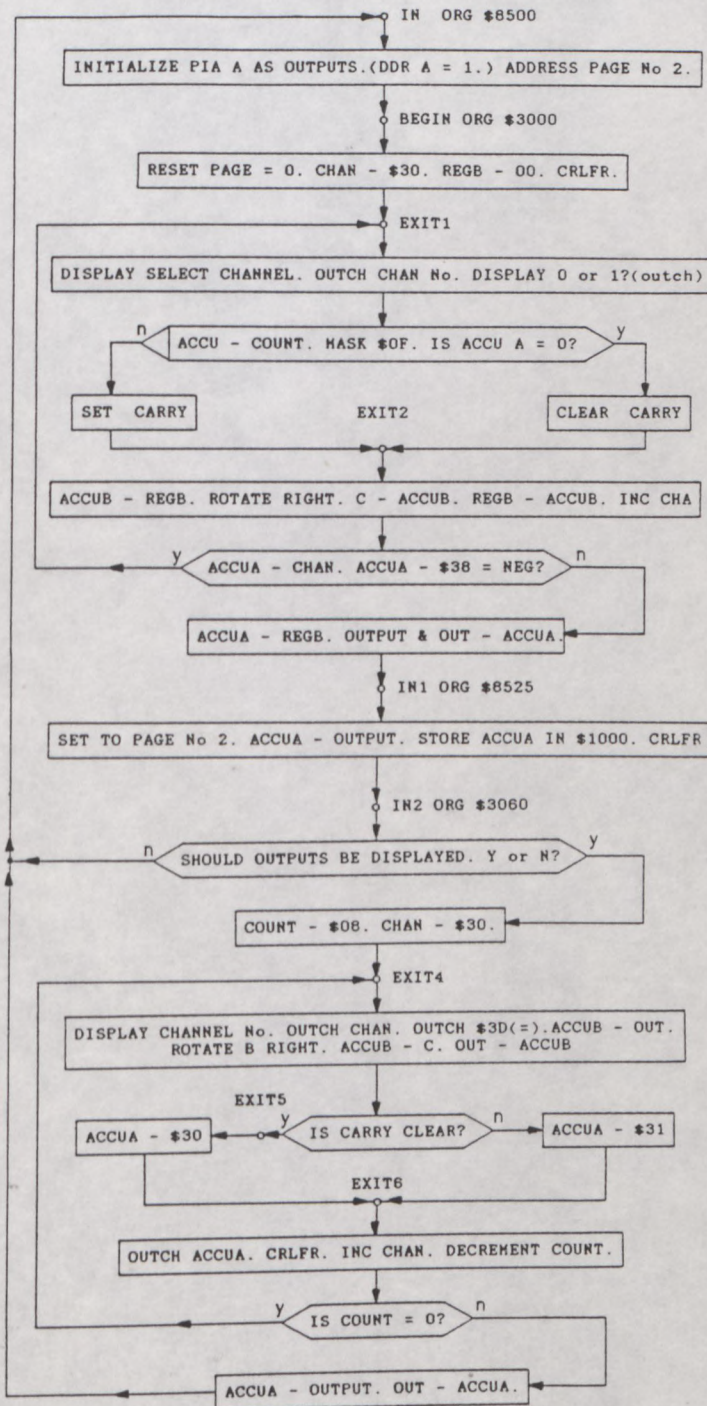 IN ORG $8500
INITIALIZE PIA A AS OUTPUTS.(DDR A = 1.) ADDRESS PAGE No 2.
BEGIN ORG $3000
RESET PAGE = 0. CHAN - $30. REGB - 00. CRLFR.
EXIT1
DISPLAY SELECT CHANNEL. OUTCH CHAN No. DISPLAY 0 or 1?(outch)
n
ACCU - COUNT. MASK $0F. IS ACCU A = 0?
y
SET CARRY
EXIT2
CLEAR CARRY
ACCUB - REGB. ROTATE RIGHT. C - ACCUB. REGB - ACCUB. INC CHA
y
ACCUA - CHAN. ACCUA - $38 = NEG?
n
ACCUA - REGB. OUTPUT & OUT - ACCUA.
IN1 ORG $8525
SET TO PAGE No 2. ACCUA - OUTPUT. STORE ACCUA IN $1000. CRLFR
IN2 ORG $3060
n
SHOULD OUTPUTS BE DISPLAYED. Y or N?
y
COUNT - $08. CHAN - $30.
EXIT4
DISPLAY CHANNEL No. OUTCH CHAN. OUTCH $3D(=).ACCUB - OUT.
ROTATE B RIGHT. ACCUB - C. OUT - ACCUB
EXIT5
ACCUA - $30
y
IS CARRY CLEAR?
n
ACCUA - $31
EXIT6
OUTCH ACCUA. CRLFR. INC CHAN. DECREMENT COUNT.
y
IS COUNT = 0?
n
ACCUA - OUTPUT. OUT - ACCUA.